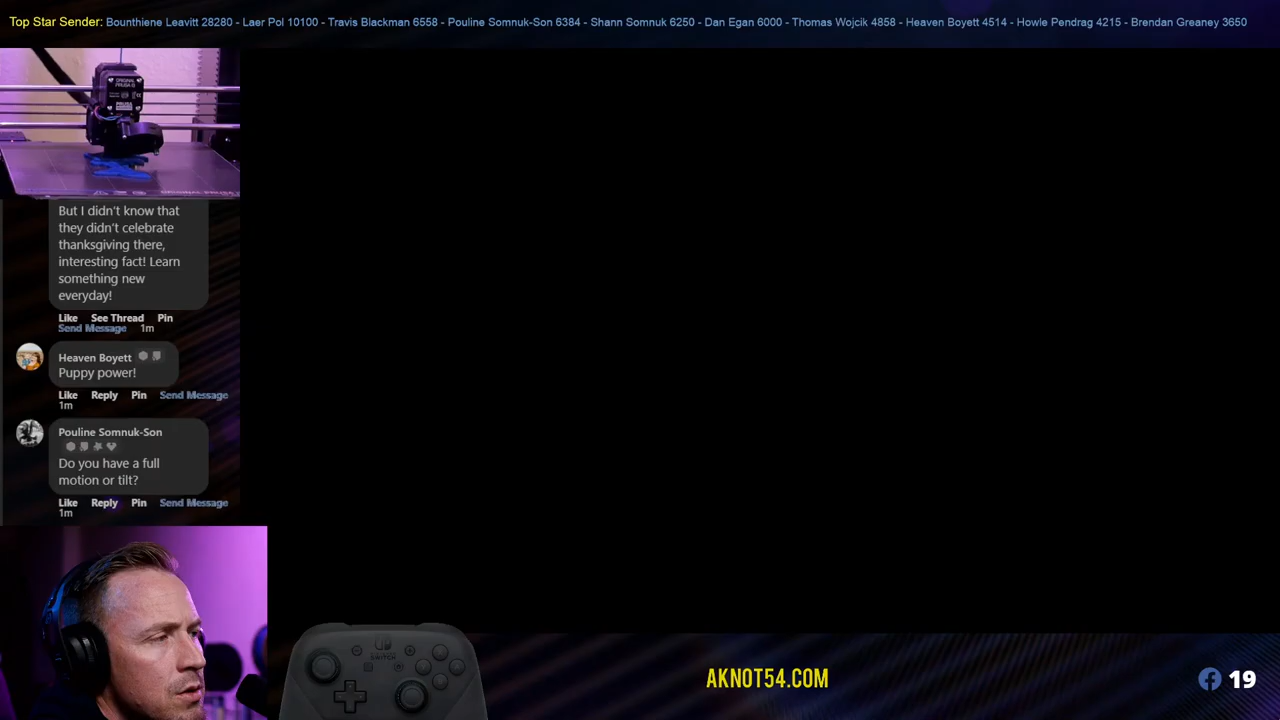 Top Star Sender: Bounthiene Leavitt 28280 - Laer Pol 10100 - Travis Blackman 6558 - Pouline Somnuk-Son 6384 - Shann Somnuk 6250 - Dan Egan 6000 - Thomas Wojcik 4858 - Heaven Boyett 4514 - Howle Pendrag 4215 - Brendan Greaney 3650
ORIGINAL
PRUSA
But I didn't know that
they didn't celebrate
thanksgiving there,
interesting fact! Learn
something new
everyday!
Like See Thread Pin
Send Message 1m
Heaven Boyett
Puppy power!
Like Reply Pin Send Message
1m
Pouline Somnuk-Son
Do you have a full
motion or tilt?
Like Reply Pin Send Message
1m
SWITCH
AKNOT54.COM
19